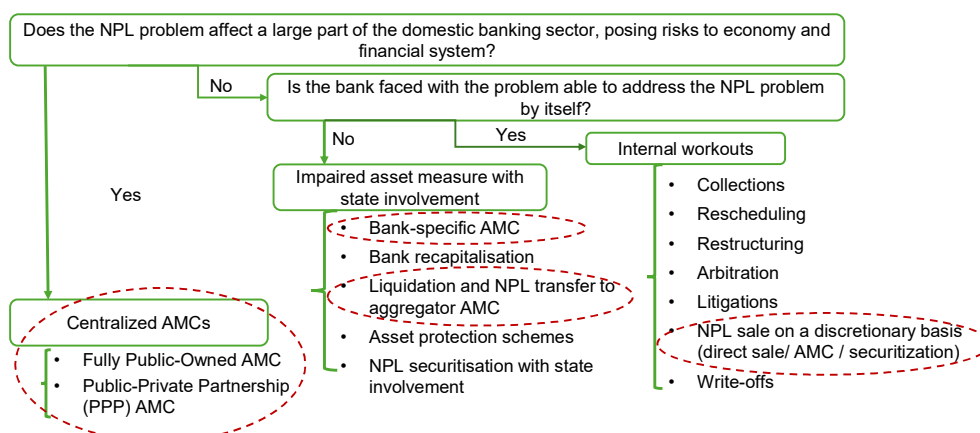 Does the NPL problem affect a large part of the domestic banking sector, posing risks to economy and
financial system?
No
Is the bank faced with the problem able to address the NPL problem
by itself?
No
Yes
Internal workouts
Impaired asset measure with
state involvement
Yes
• Collections
• Rescheduling
• Restructuring
• Arbitration
• Litigations
• NPL sale on a discretionary basis
(direct sale/ AMC / securitization)
• Write-offs
• Bank-specific AMC
• Bank recapitalisation
• Liquidation and NPL transfer to
aggregator AMC
• Asset protection schemes
• NPL securitisation with state
involvement
Centralized AMCs
• Fully Public-Owned AMC
• Public-Private Partnership
(PPP) AMC